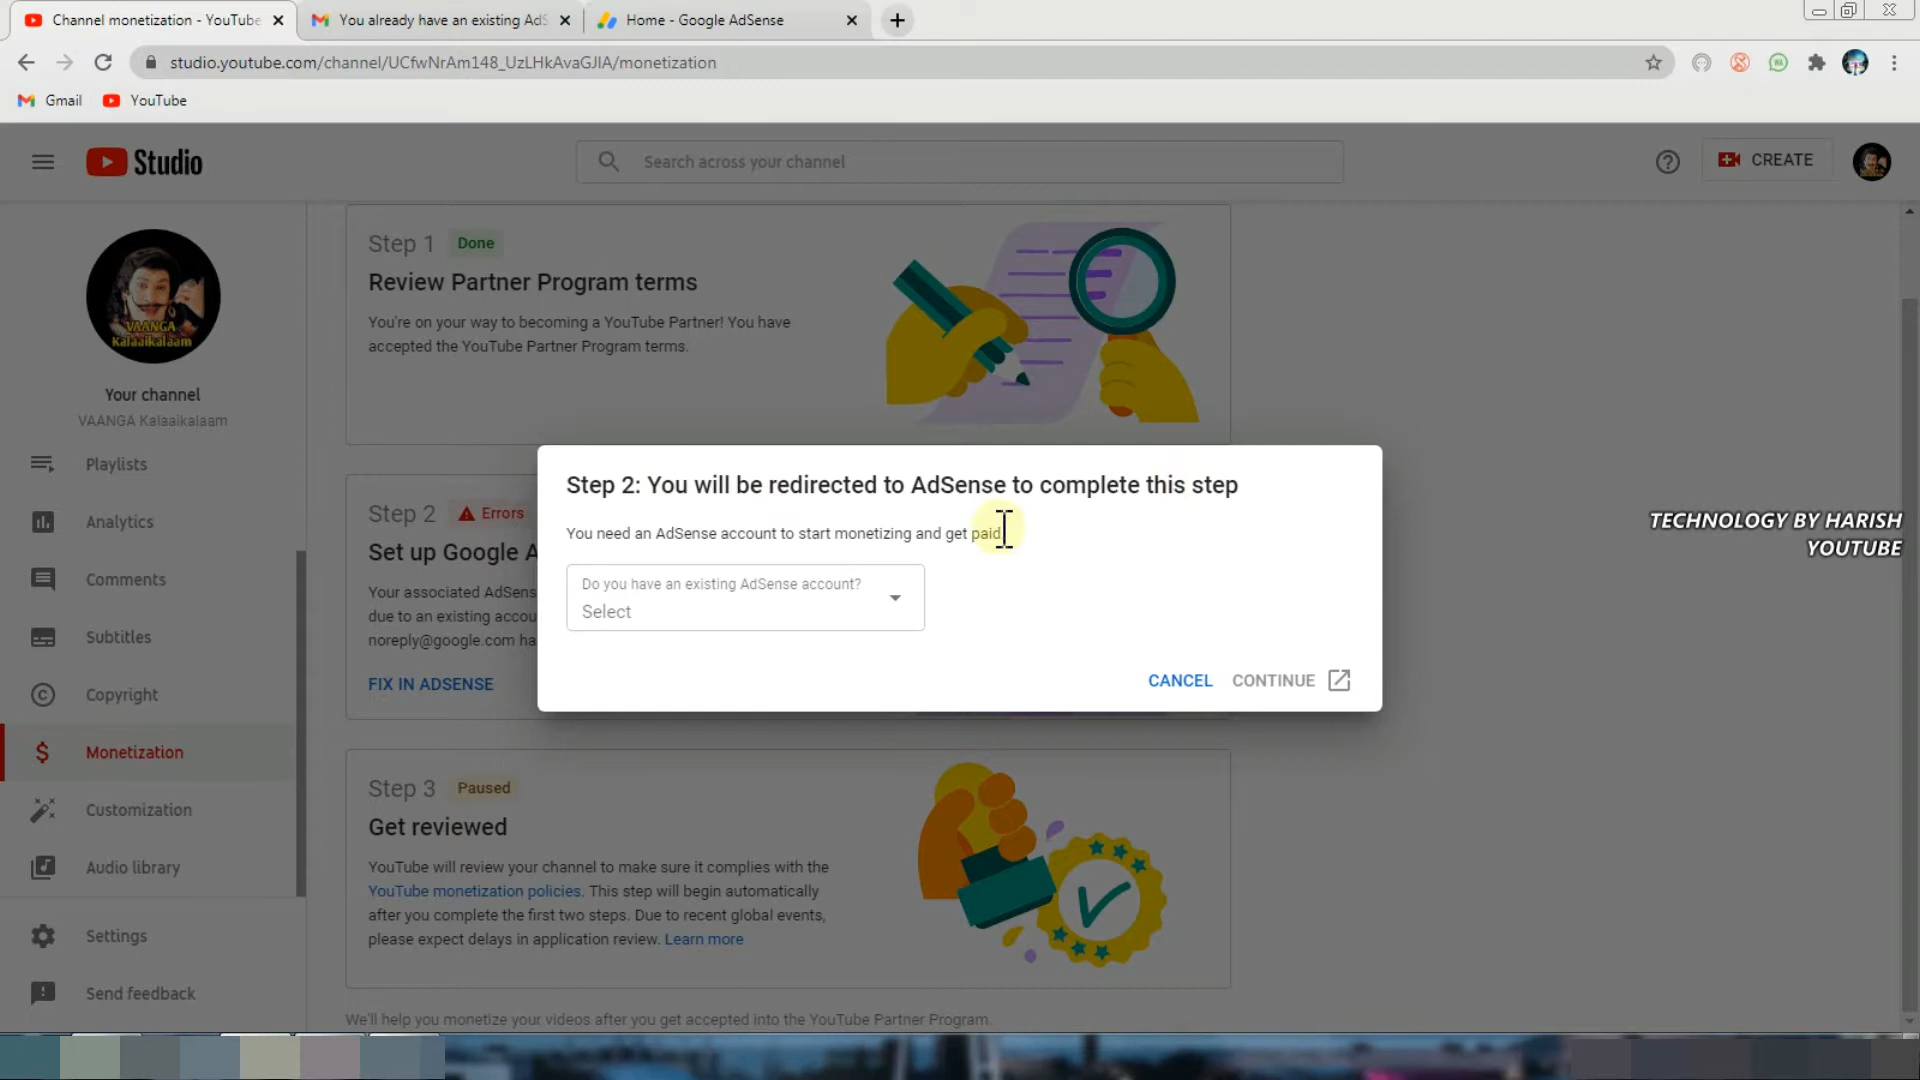 Channel monetization - YouTube
You already have an existing AdS
Home - Google AdSense
studio.youtube.com/channel/UCfwNrAm148_UzLHkAvaGJIA/monetization
Gmail
YouTube
Studio
Search across your channel
CREATE
VAANGA
Kalaaikalaam
Your channel
VAANGA Kalaaikalaam
Playlists
Analytics
Comments
Subtitles
Copyright
Monetization
Customization
Audio library
Settings
Send feedback
Step 1 Done
Review Partner Program terms
You're on your way to becoming a YouTube Partner! You have
accepted the YouTube Partner Program terms.
Step 2 Errors
Set up Google A
Your associated AdSens
due to an existing accou
noreply@google.com ha
FIX IN ADSENSE
Step 2: You will be redirected to AdSense to complete this step
You need an AdSense account to start monetizing and get paid.
Do you have an existing AdSense account?
Select
CANCEL
CONTINUE
TECHNOLOGY BY HARISH
YOUTUBE
Step 3 Paused
Get reviewed
YouTube will review your channel to make sure it complies with the
YouTube monetization policies. This step will begin automatically
after you complete the first two steps. Due to recent global events,
please expect delays in application review. Learn more
We'll help you monetize your videos after you get accepted into the YouTube Partner Program.